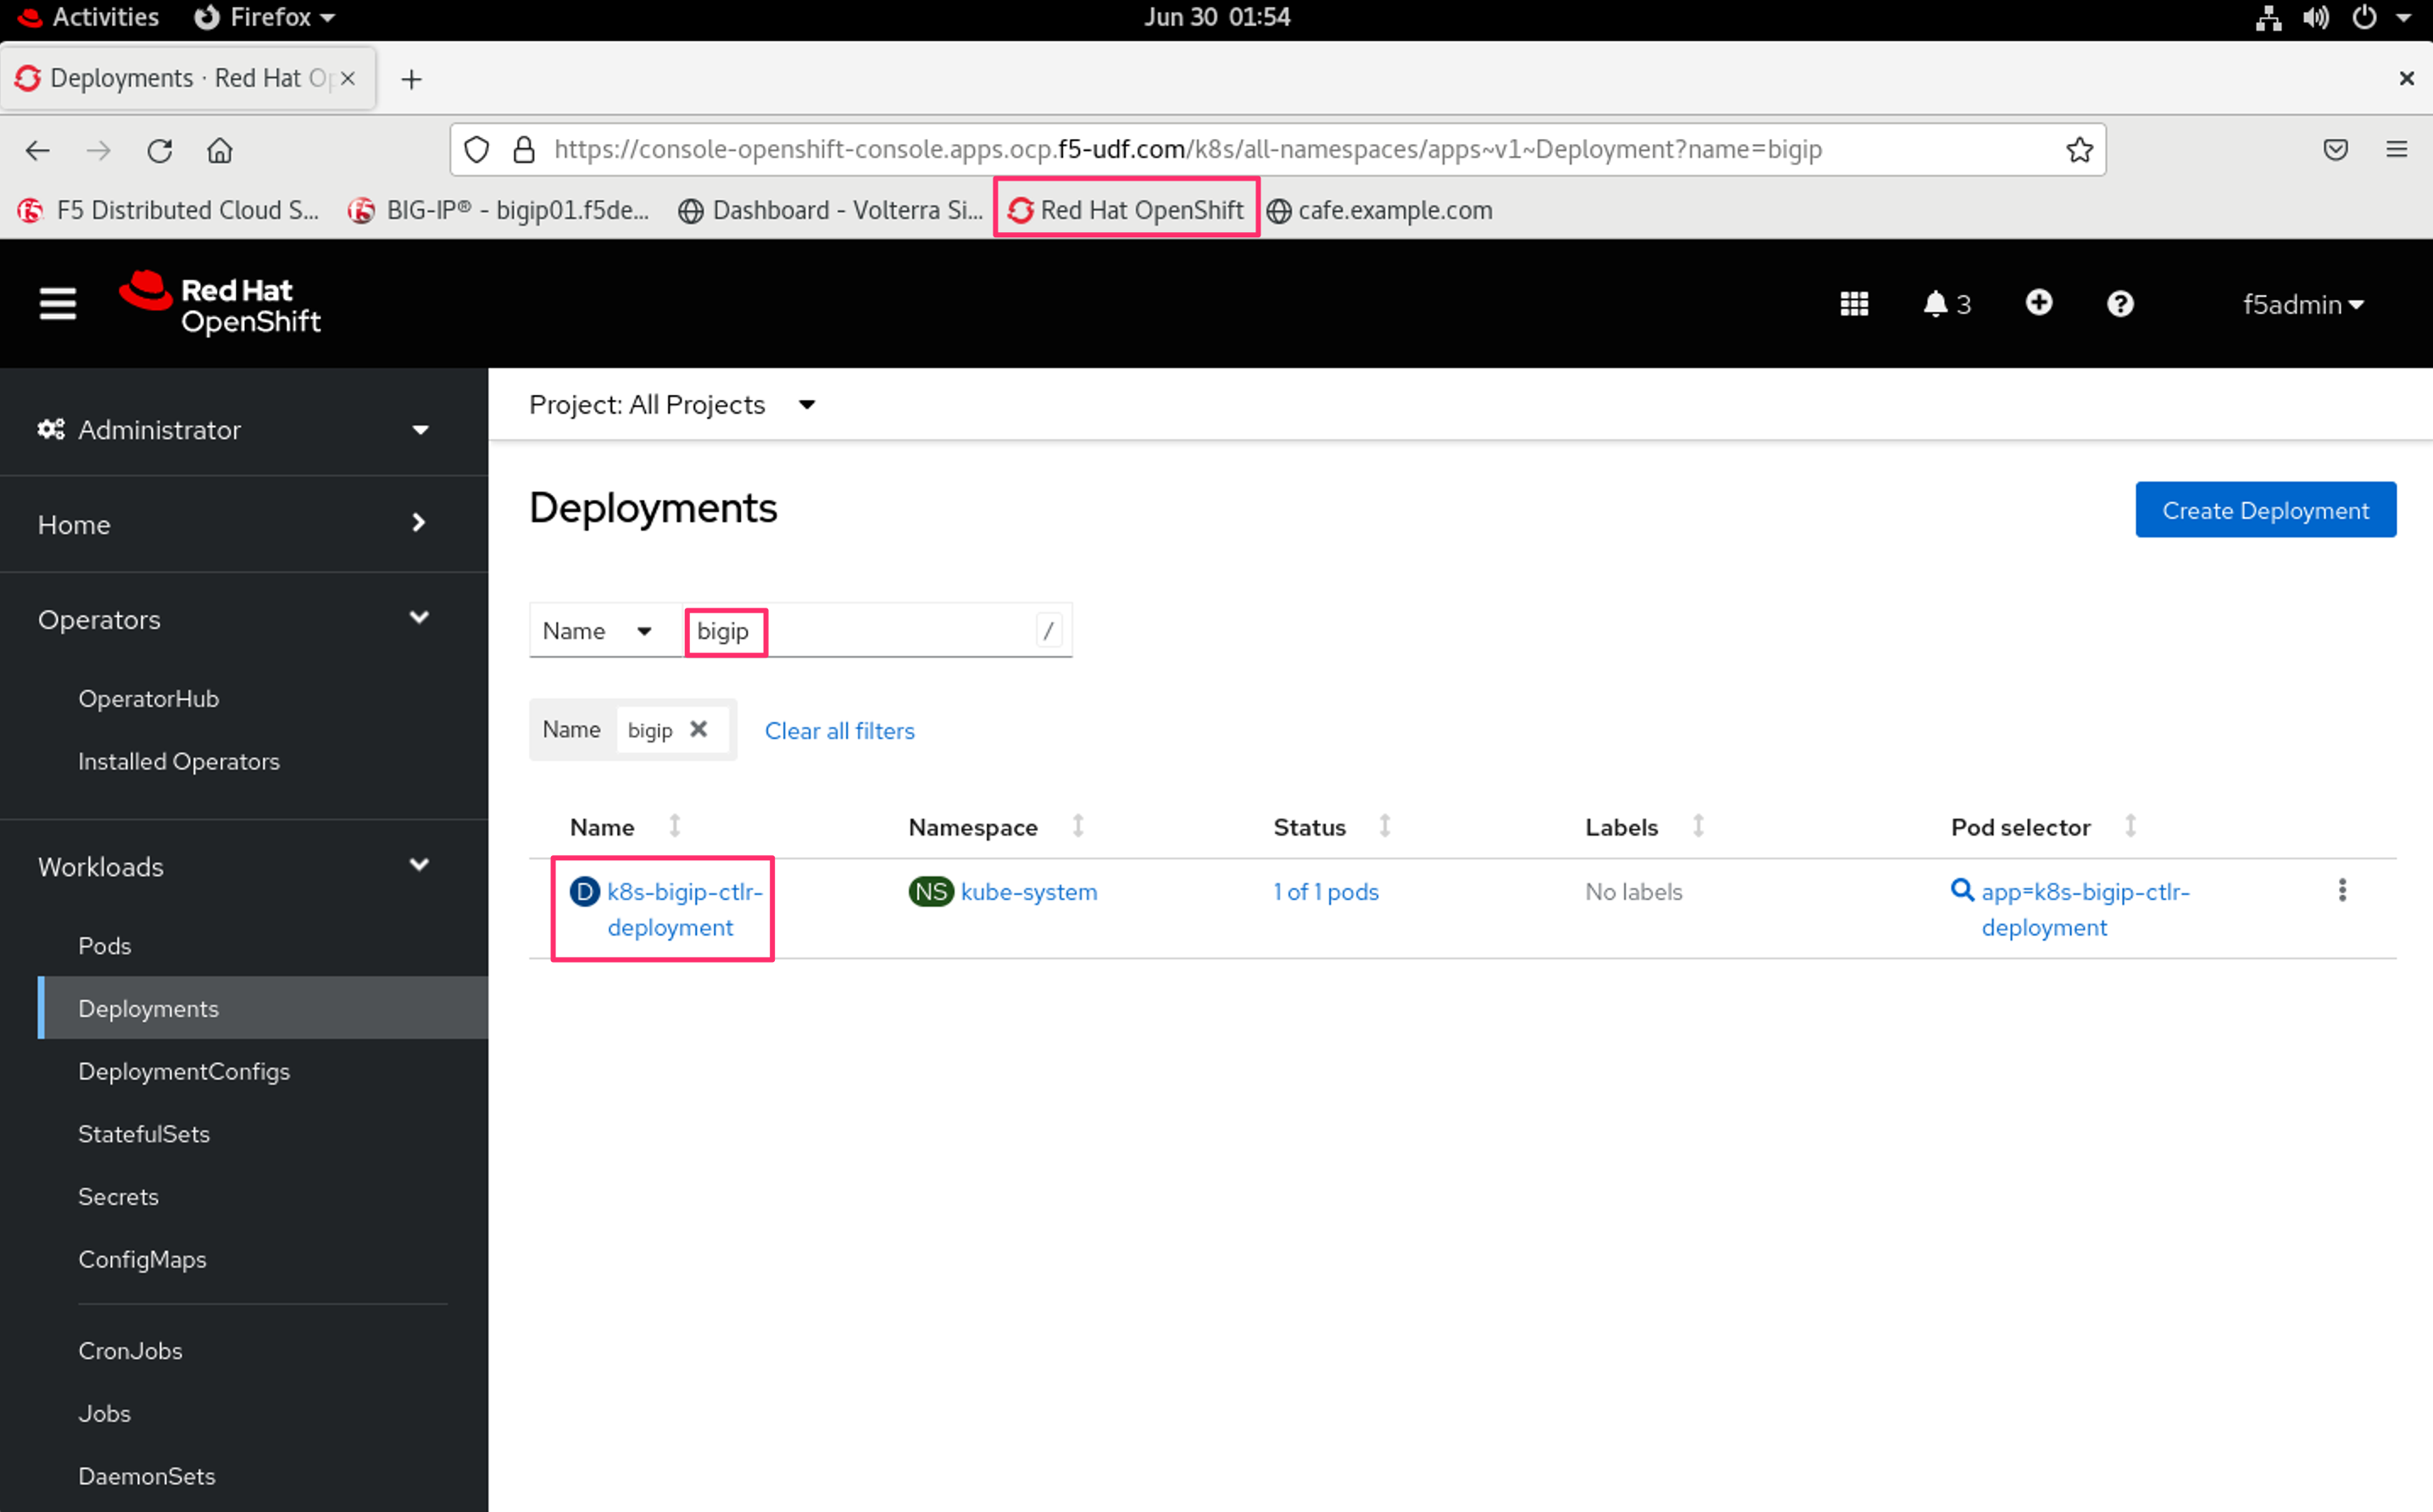 Activities Firefox Jun 30 01:54
Deployments · Red Hat Op
https://console-openshift-console.apps.ocp.f5-udf.com/k8s/all-namespaces/apps~v1~Deployment?name=bigip
F5 Distributed Cloud S... BIG-IP® - bigip01.f5de... Dashboard - Volterra Si... Red Hat OpenShift cafe.example.com
Red Hat
OpenShift
3
f5admin
Administrator
Home
Operators
OperatorHub
Installed Operators
Workloads
Pods
Deployments
DeploymentConfigs
StatefulSets
Secrets
ConfigMaps
CronJobs
Jobs
DaemonSets
Project: All Projects
Deployments
Create Deployment
Name bigip /
Name bigip Clear all filters
Name Namespace Status Labels Pod selector
D k8s-bigip-ctlr- NS kube-system 1 of 1 pods No labels app=k8s-bigip-ctlr-
deployment deployment